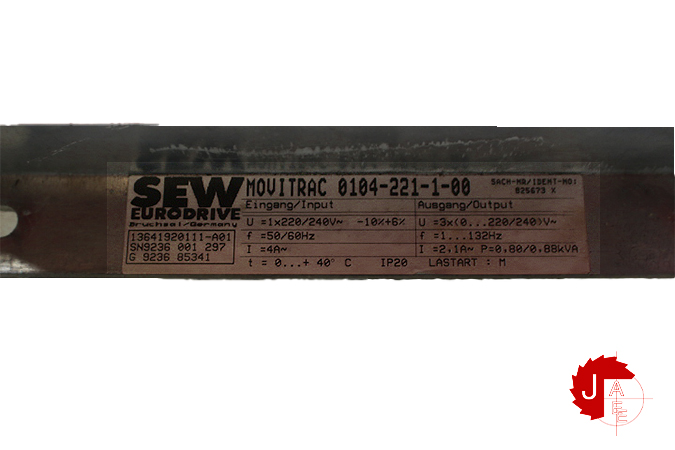 SEW
EURODRIVE
Bruchsal/Germany
13641920111-A01
SN9236 001 297
G 9236 85341
MOVITRAC 0104-221-1-00
SACH-NR/IDENT-NO:
825673 X
Eingang/Input
U =1x220/240V~ -10%+6%
f =50/60Hz
I =4A~
Ausgang/Output
U =3x(0...220/240)V~
f =1...132Hz
I =2.1A~ P=0.80/0.88kVA
t = 0...+ 40° C IP20 LASTART : M
J
A
E
E